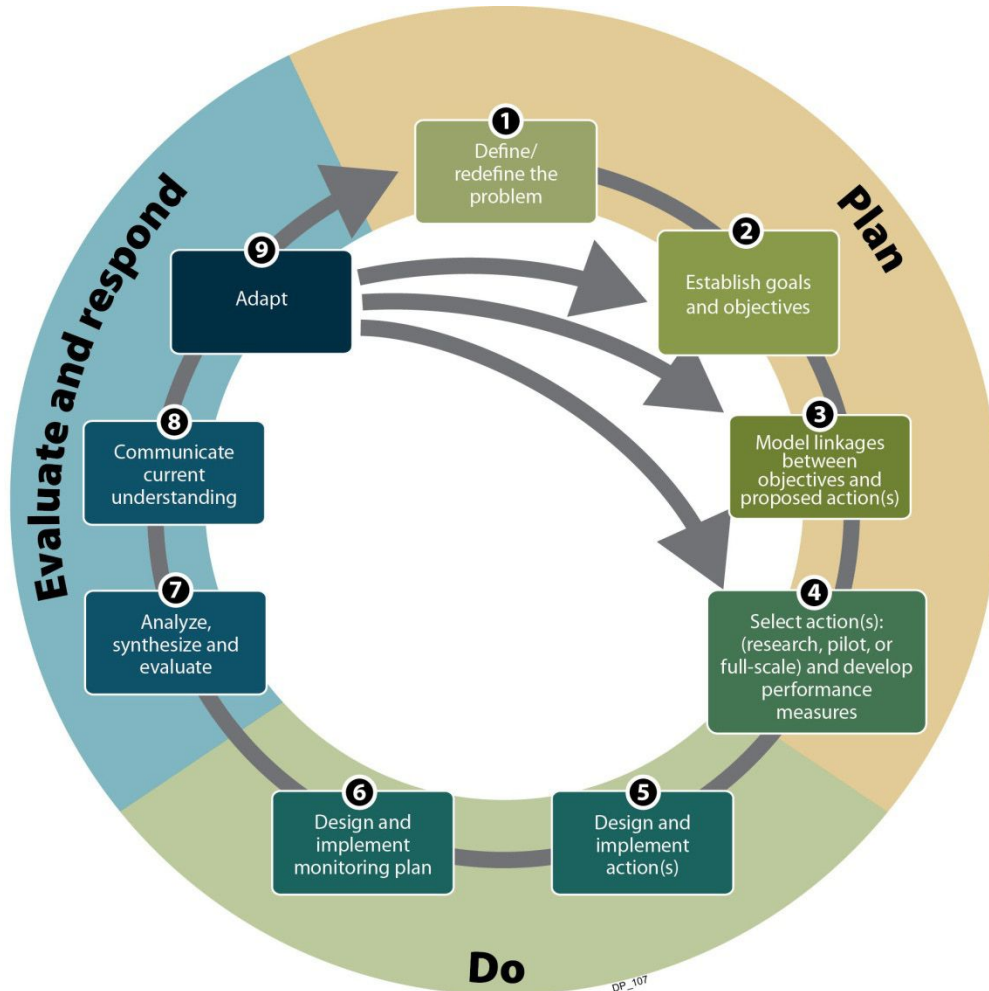 Plan
1
Define/
redefine the
problem
2
Establish goals
and objectives
3
Model linkages
between
objectives and
proposed action(s)
4
Select action(s):
(research, pilot, or
full-scale) and develop
performance
measures
Do
5
Design and
implement
action(s)
6
Design and
implement
monitoring plan
Evaluate and respond
7
Analyze,
synthesize and
evaluate
8
Communicate
current
understanding
9
Adapt
DP_107